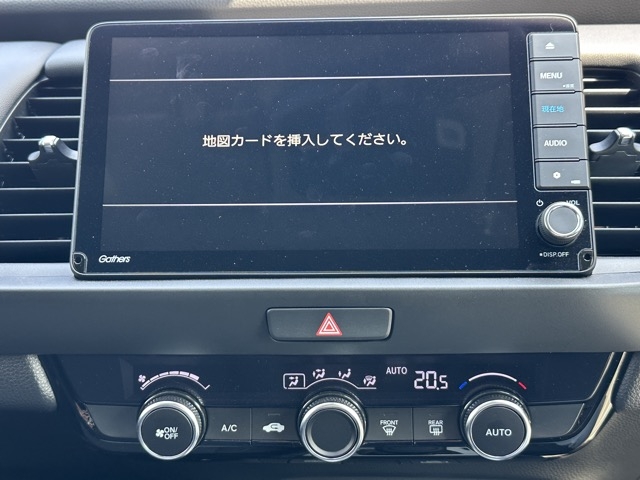 MENU
地図カードを挿入してください。
現在地
AUDIO
VOL
Gathers
✱DISP.OFF
AUTO 20.5
ON/
OFF
A/C
FRONT
REAR
AUTO